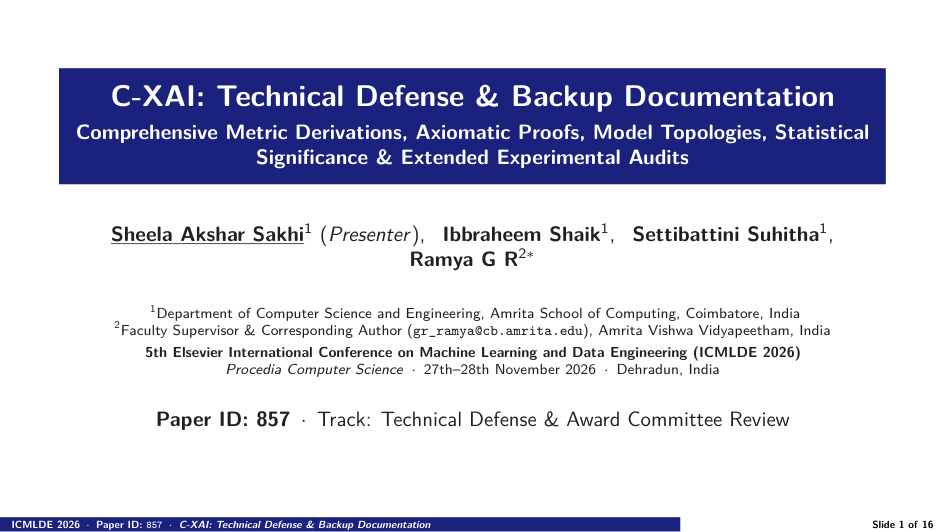 C-XAI: Technical Defense & Backup Documentation
Comprehensive Metric Derivations, Axiomatic Proofs, Model Topologies, Statistical
Significance & Extended Experimental Audits
Sheela Akshar Sakhi¹ (Presenter), Ibbraheem Shaik¹, Settibattini Suhitha¹,
Ramya G R²*
¹Department of Computer Science and Engineering, Amrita School of Computing, Coimbatore, India
²Faculty Supervisor & Corresponding Author (gr_ramya@cb.amrita.edu), Amrita Vishwa Vidyapeetham, India
5th Elsevier International Conference on Machine Learning and Data Engineering (ICMLDE 2026)
Procedia Computer Science · 27th–28th November 2026 · Dehradun, India
Paper ID: 857 · Track: Technical Defense & Award Committee Review
ICMLDE 2026 · Paper ID: 857 · C-XAI: Technical Defense & Backup Documentation
Slide 1 of 16